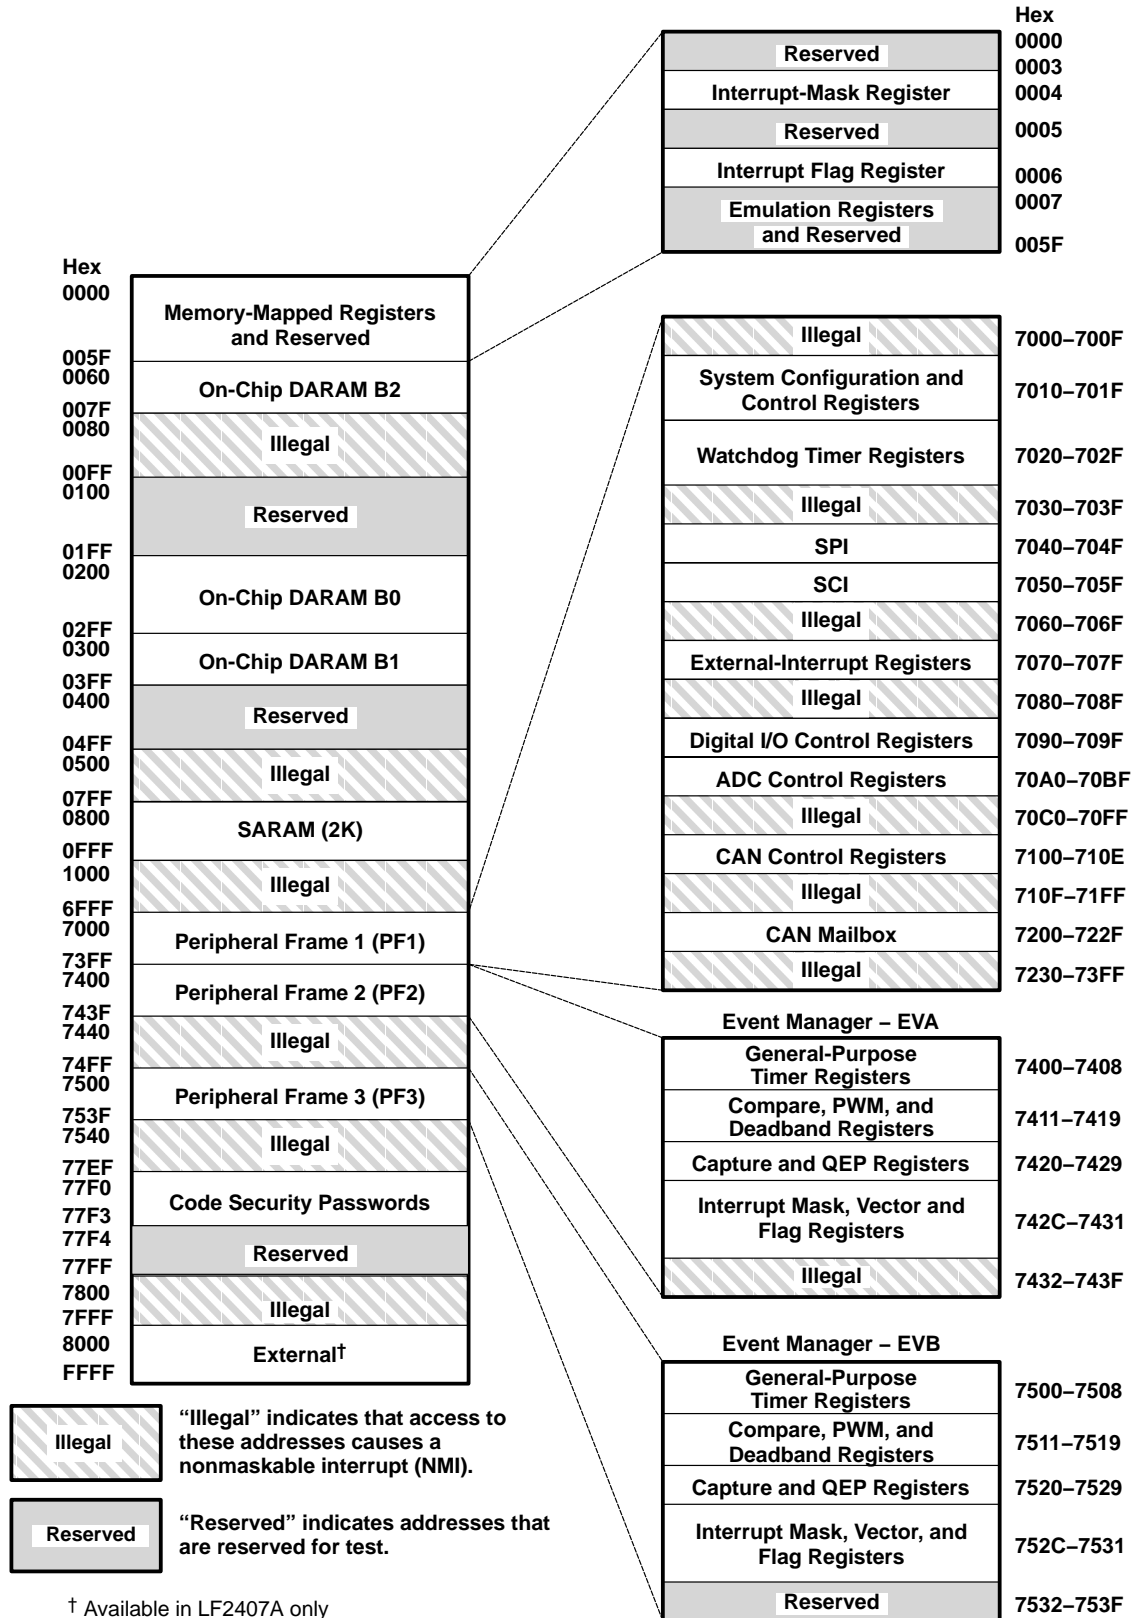 Hex
0000
Reserved
0003
Interrupt-Mask Register 0004
Reserved 0005
Interrupt Flag Register 0006
0007
Emulation Registers
and Reserved
005F
Hex
0000
Memory-Mapped Registers
and Reserved
005F
0060
On-Chip DARAM B2
007F
0080
Illegal
00FF
0100
Reserved
01FF
0200
On-Chip DARAM B0
02FF
0300
On-Chip DARAM B1
03FF
0400
Reserved
04FF
0500
Illegal
07FF
0800
SARAM (2K)
0FFF
1000
Illegal
6FFF
7000
Peripheral Frame 1 (PF1)
73FF
7400
Peripheral Frame 2 (PF2)
743F
7440
Illegal
74FF
7500
Peripheral Frame 3 (PF3)
753F
7540
Illegal
77EF
77F0
Code Security Passwords
77F3
77F4
Reserved
77FF
7800
Illegal
7FFF
8000
External†
FFFF
Illegal 7000–700F
System Configuration and
Control Registers
7010–701F
Watchdog Timer Registers 7020–702F
Illegal 7030–703F
SPI 7040–704F
SCI 7050–705F
Illegal 7060–706F
External-Interrupt Registers 7070–707F
Illegal 7080–708F
Digital I/O Control Registers 7090–709F
ADC Control Registers 70A0–70BF
Illegal 70C0–70FF
CAN Control Registers 7100–710E
Illegal 710F–71FF
CAN Mailbox 7200–722F
Illegal 7230–73FF
Event Manager – EVA
General-Purpose
Timer Registers
7400–7408
Compare, PWM, and
Deadband Registers
7411–7419
Capture and QEP Registers 7420–7429
Interrupt Mask, Vector and
Flag Registers
742C–7431
Illegal 7432–743F
Event Manager – EVB
General-Purpose
Timer Registers
7500–7508
Compare, PWM, and
Deadband Registers
7511–7519
Capture and QEP Registers 7520–7529
Interrupt Mask, Vector, and
Flag Registers
752C–7531
Reserved 7532–753F
Illegal
“Illegal” indicates that access to
these addresses causes a
nonmaskable interrupt (NMI).
Reserved
“Reserved” indicates addresses that
are reserved for test.
† Available in LF2407A only